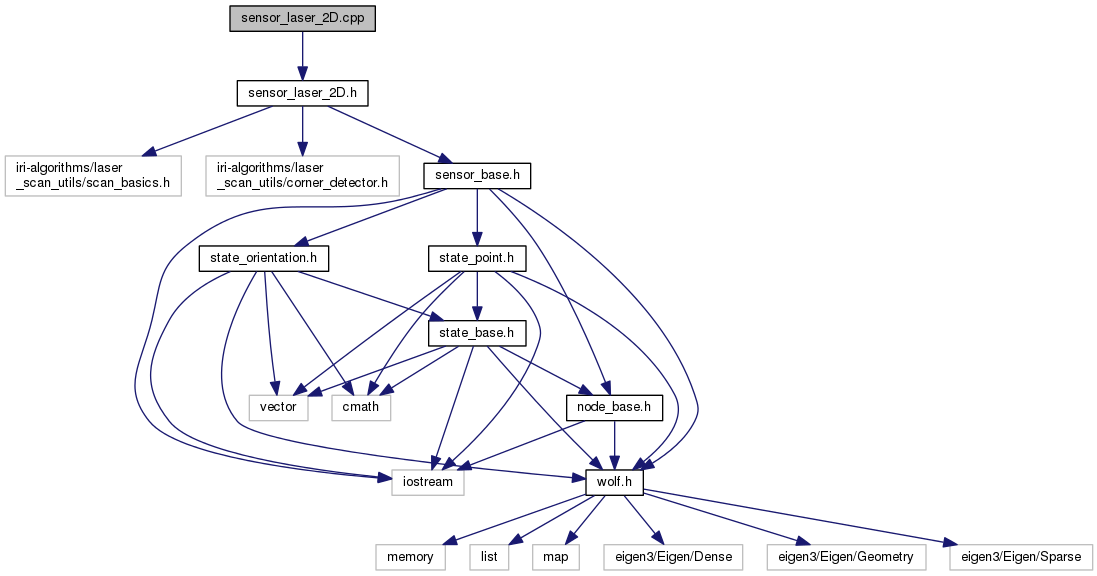 sensor_laser_2D.cpp
sensor_laser_2D.h
iri-algorithms/laser
_scan_utils/scan_basics.h
iri-algorithms/laser
_scan_utils/corner_detector.h
sensor_base.h
state_orientation.h
state_point.h
state_base.h
vector
cmath
node_base.h
iostream
wolf.h
memory
list
map
eigen3/Eigen/Dense
eigen3/Eigen/Geometry
eigen3/Eigen/Sparse